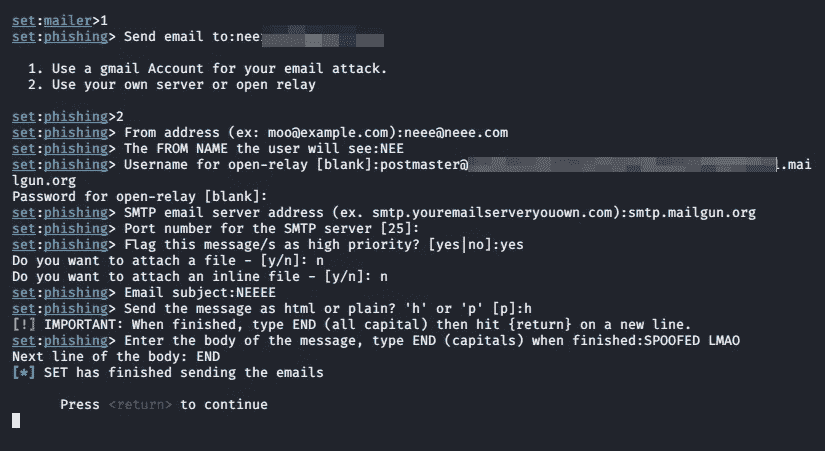 set:mailer>1
set:phishing> Send email to:nee
1. Use a gmail Account for your email attack.
2. Use your own server or open relay
set:phishing>2
set:phishing> From address (ex: moo@example.com):neee@neee.com
set:phishing> The FROM NAME the user will see:NEE
set:phishing> Username for open-relay [blank]:postmaster@ .mai
lgun.org
Password for open-relay [blank]:
set:phishing> SMTP email server address (ex. smtp.youremailserveryouown.com):smtp.mailgun.org
set:phishing> Port number for the SMTP server [25]:
set:phishing> Flag this message/s as high priority? [yes|no]:yes
Do you want to attach a file - [y/n]: n
Do you want to attach an inline file - [y/n]: n
set:phishing> Email subject:NEEEE
set:phishing> Send the message as html or plain? 'h' or 'p' [p]:h
[!] IMPORTANT: When finished, type END (all capital) then hit {return} on a new line.
set:phishing> Enter the body of the message, type END (capitals) when finished:SPOOFED LMAO
Next line of the body: END
[*] SET has finished sending the emails
Press <return> to continue